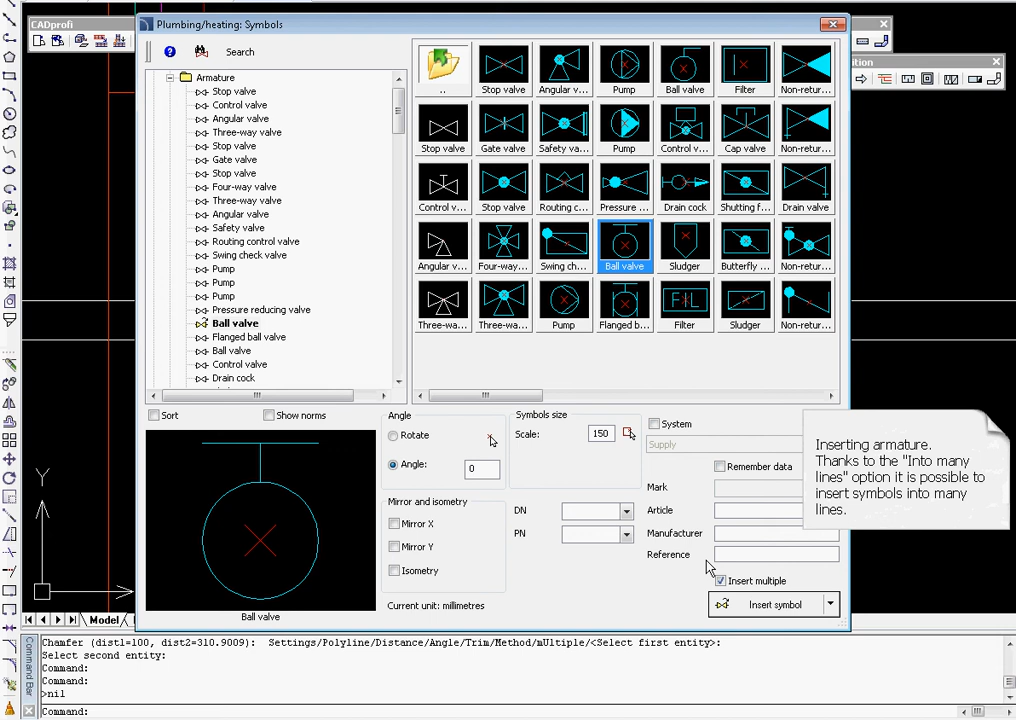 CADprofi
Plumbing/heating: Symbols
ition
Search
Armature
Stop valve
Control valve
Angular valve
Three-way valve
Stop valve
Gate valve
Stop valve
Four-way valve
Three-way valve
Angular valve
Safety valve
Routing control valve
Swing check valve
Pump
Pump
Pump
Pressure reducing valve
Ball valve
Flanged ball valve
Ball valve
Control valve
Drain cock
.. Stop valve Angular v... Pump Ball valve Filter Non-retur...
Stop valve Gate valve Safety va... Pump Control v... Cap valve Non-retur...
Control v... Stop valve Routing c... Pressure ... Drain cock Shutting f... Drain valve
Angular v... Four-way... Swing ch... Ball valve Sludger Butterfly ... Non-retur...
Three-wa... Three-wa... Pump Flanged b... Filter Sludger Non-retur...
Sort Show norms
Ball valve
Angle
Rotate
Angle: 0
Mirror and isometry
Mirror X
Mirror Y
Isometry
Current unit: millimetres
Symbols size
Scale: 150
DN
PN
System
Supply
Remember data
Mark
Article
Manufacturer
Reference
Insert multiple
Insert symbol
Inserting armature.
Thanks to the "Into many
lines" option it is possible to
insert symbols into many
lines.
Y
Model
Command Bar
Chamfer (dist1=100, dist2=310.9009): Settings/Polyline/Distance/Angle/Trim/Method/mUltiple/<Select first entity>:
Select second entity:
Command:
Command:
>nil
Command: